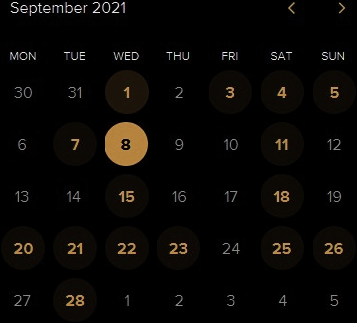 September 2021
MON TUE WED THU FRI SAT SUN
30 31 1 2 3 4 5
6 7 8 9 10 11 12
13 14 15 16 17 18 19
20 21 22 23 24 25 26
27 28 1 2 3 4 5